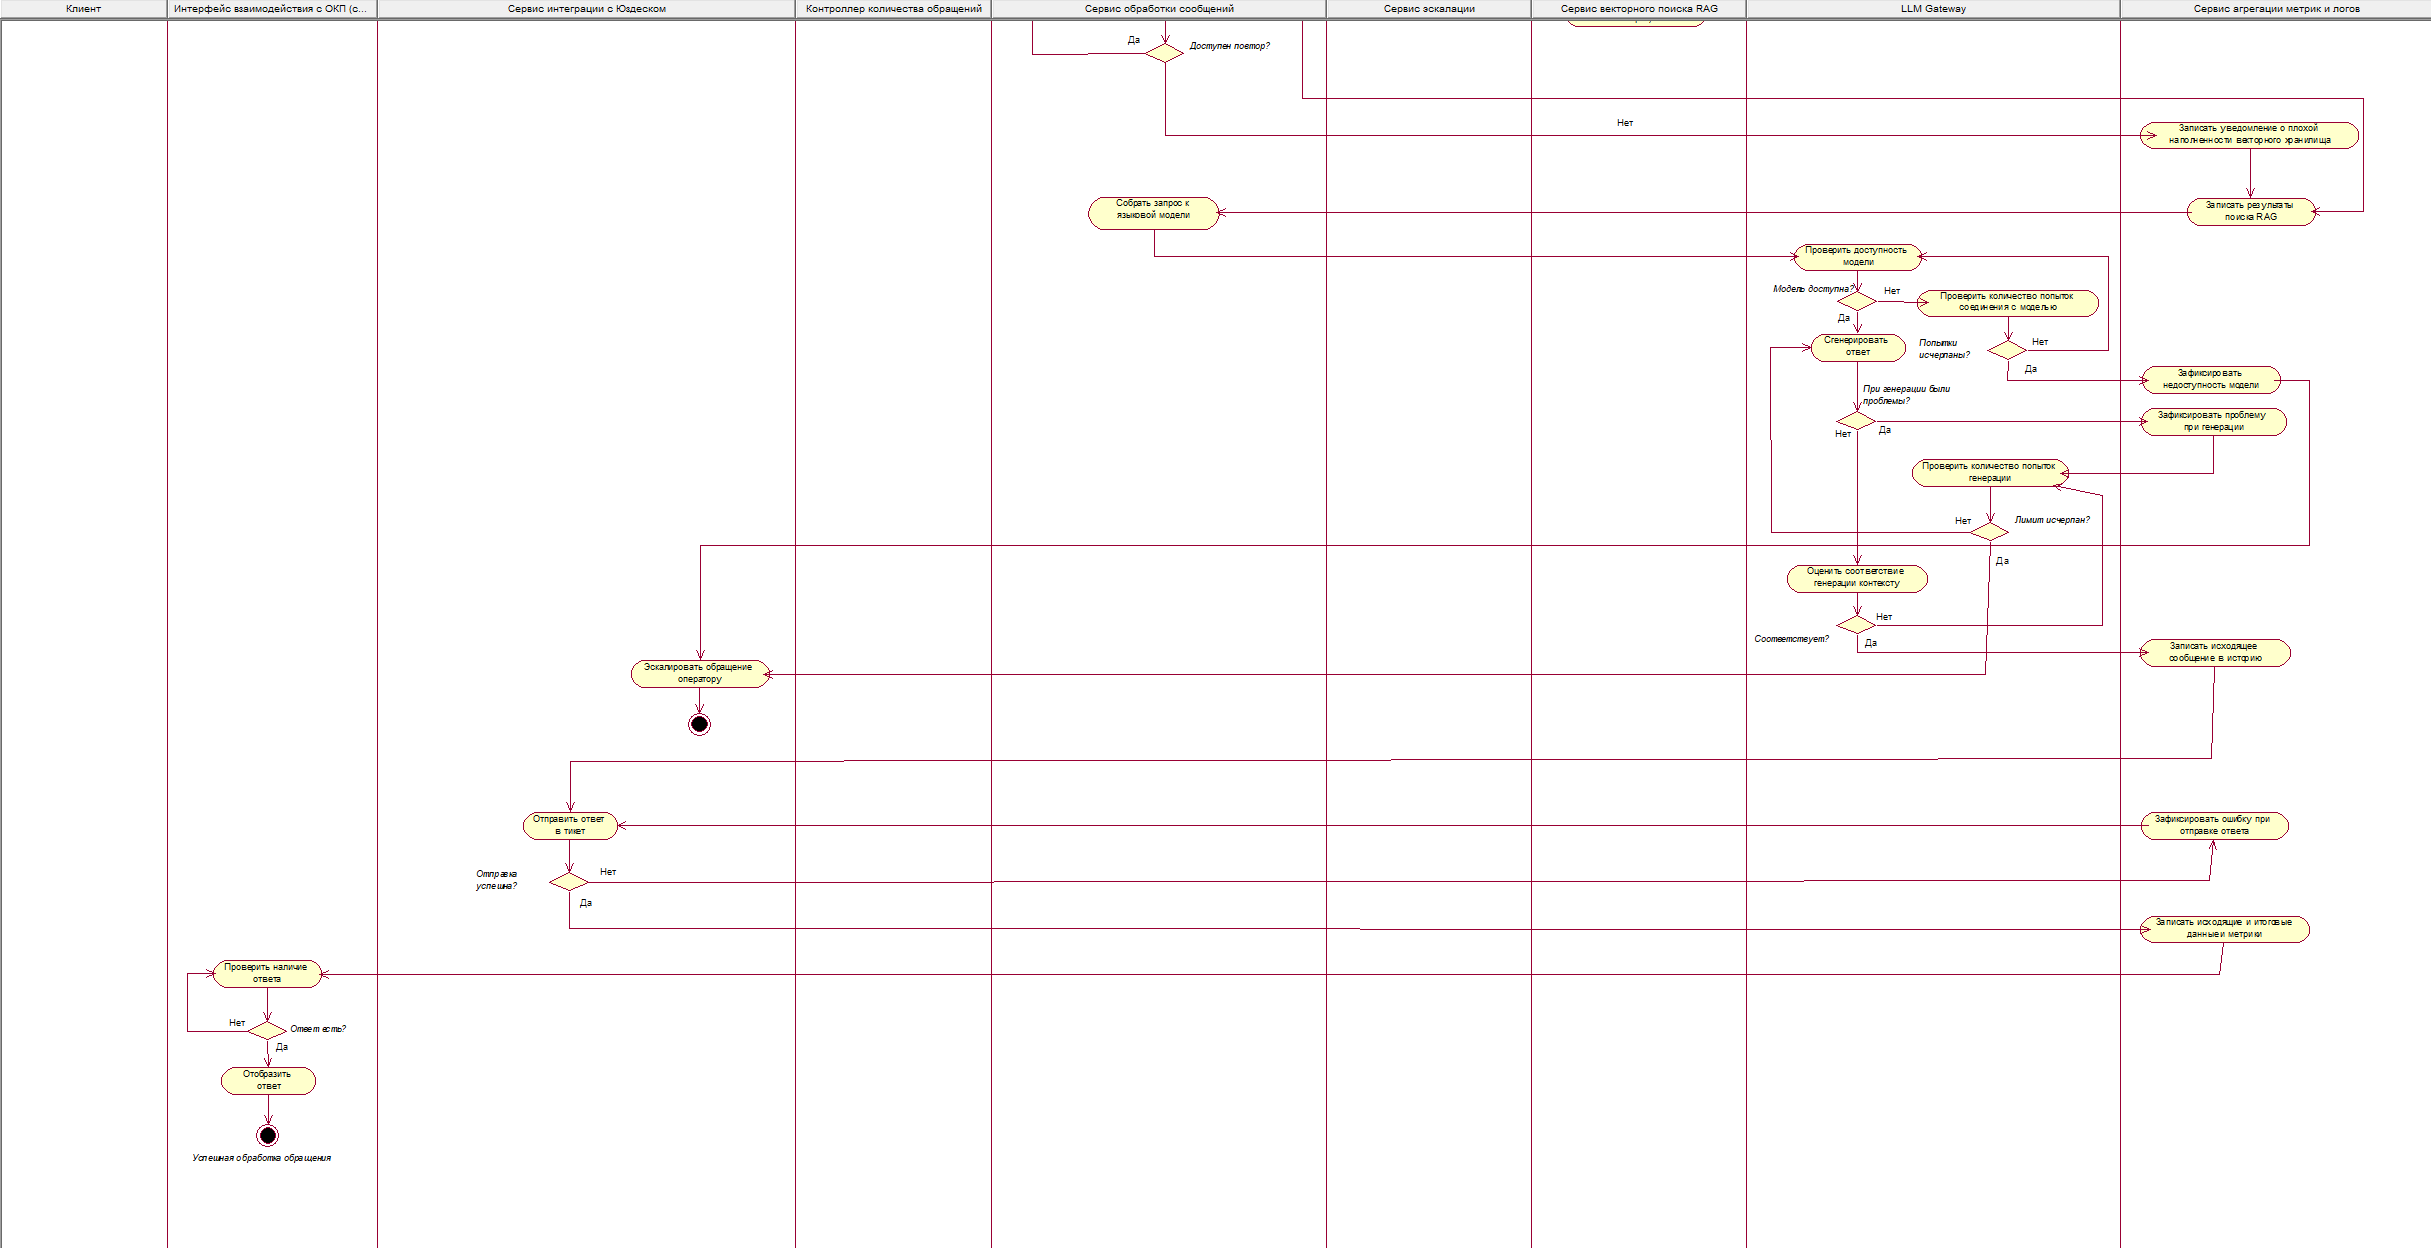 Клиент
Интерфейс взаимодействия с ОКП (с...
Сервис интеграции с Юздеском
Контроллер количества обращений
Сервис обработки сообщений
Сервис эскалации
Сервис векторного поиска RAG
LLM Gateway
Сервис агрегации метрик и логов
Да
Доступен повтор?
Нет
Записать уведомление о плохой
наполненности векторного хранилища
Собрать запрос к
языковой модели
Записать результаты
поиска RAG
Проверить доступность
модели
Модель доступна?
Нет
Проверить количество попыток
соединения с моделью
Да
Сгенерировать
ответ
Попытки
исчерпаны?
Нет
Да
Зафиксировать
недоступность модели
При генерации были
проблемы?
Нет
Да
Зафиксировать проблему
при генерации
Проверить количество попыток
генерации
Нет
Лимит исчерпан?
Да
Оценить соответствие
генерации контексту
Нет
Соответствует?
Да
Записать исходящее
сообщение в историю
Эскалировать обращение
оператору
Отправить ответ
в тикет
Зафиксировать ошибку при
отправке ответа
Отправка
успешна?
Нет
Да
Записать исходящие и итоговые
данныеи метрики
Проверить наличие
ответа
Нет
Ответ есть?
Да
Отобразить
ответ
Успешная обработка обращения